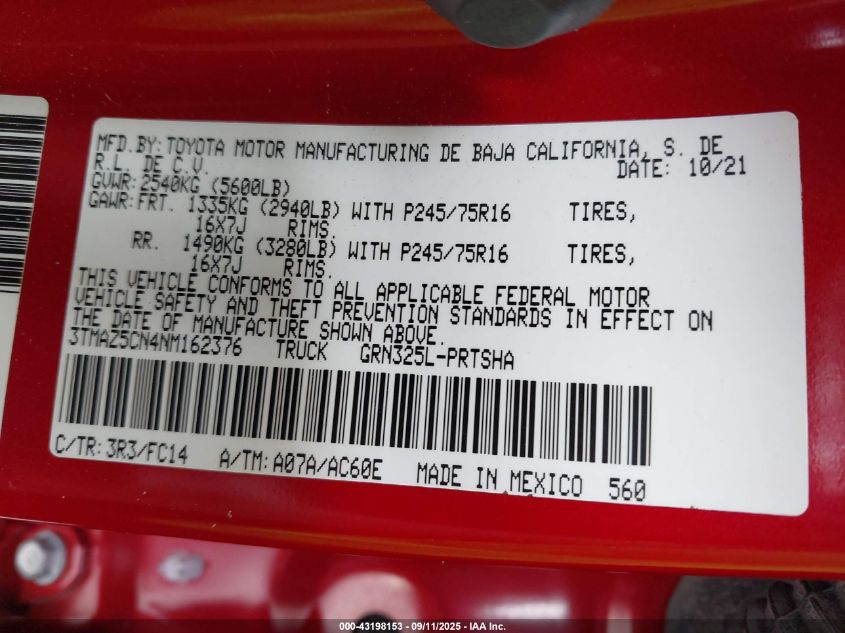 MFD.BY: TOYOTA MOTOR MANUFACTURING DE BAJA CALIFORNIA, S. DE
R.L. DE C.V. DATE: 10/21
GVWR: 2540KG (5600LB)
GAWR: FRT. 1335KG (2940LB) WITH P245/75R16 TIRES,
16X7J RIMS.
RR. 1490KG (3280LB) WITH P245/75R16 TIRES,
16X7J RIMS.
THIS VEHICLE CONFORMS TO ALL APPLICABLE FEDERAL MOTOR
VEHICLE SAFETY AND THEFT PREVENTION STANDARDS IN EFFECT ON
THE DATE OF MANUFACTURE SHOWN ABOVE.
3TMAZ5CN4NM162376 TRUCK GRN325L-PRTSHA
C/TR: 3R3/FC14 A/TM: A07A/AC60E MADE IN MEXICO 560
000-43198153 - 09/11/2025 - IAA Inc.